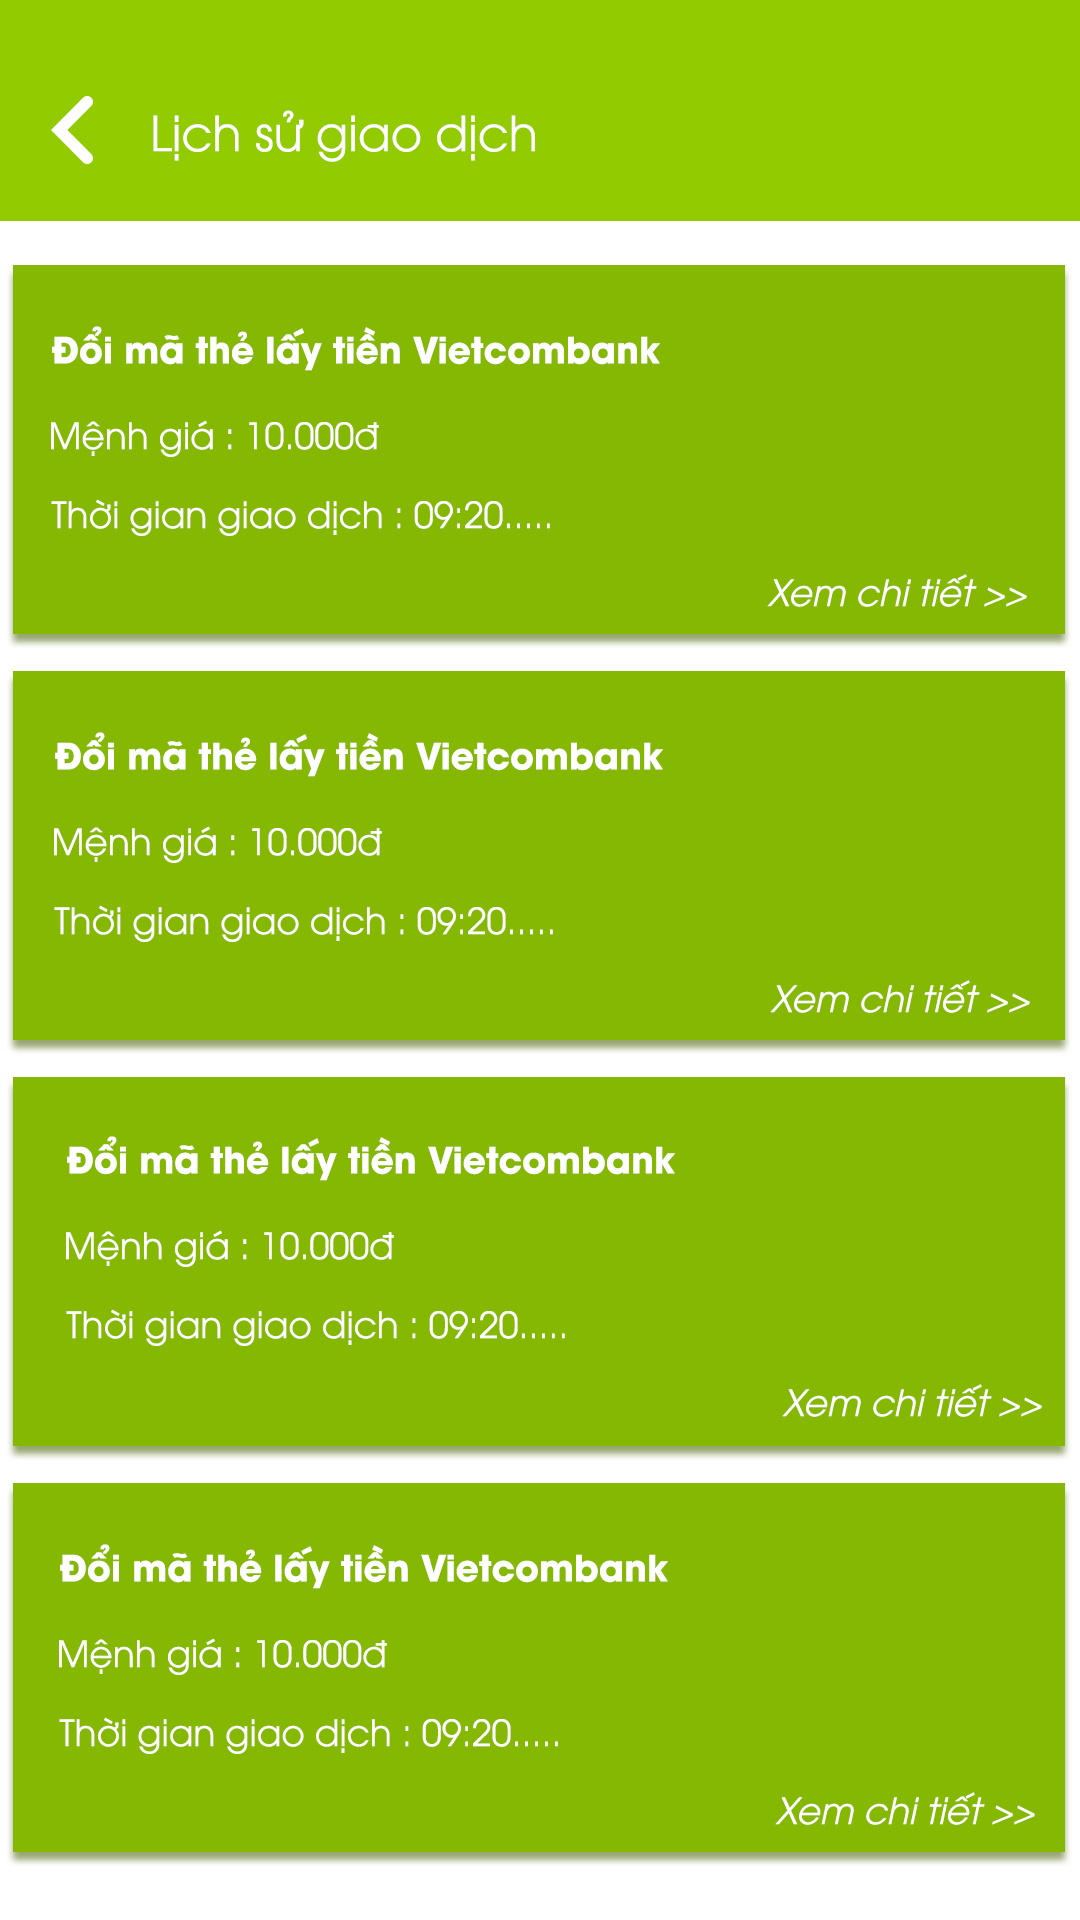 Lịch sử giao dịch
Đổi mã thẻ lấy tiền Vietcombank
Mệnh giá : 10.000đ
Thời gian giao dịch : 09:20.....
Xem chi tiết >>
Đổi mã thẻ lấy tiền Vietcombank
Mệnh giá : 10.000đ
Thời gian giao dịch : 09:20.....
Xem chi tiết >>
Đổi mã thẻ lấy tiền Vietcombank
Mệnh giá : 10.000đ
Thời gian giao dịch : 09:20.....
Xem chi tiết >>
Đổi mã thẻ lấy tiền Vietcombank
Mệnh giá : 10.000đ
Thời gian giao dịch : 09:20.....
Xem chi tiết >>